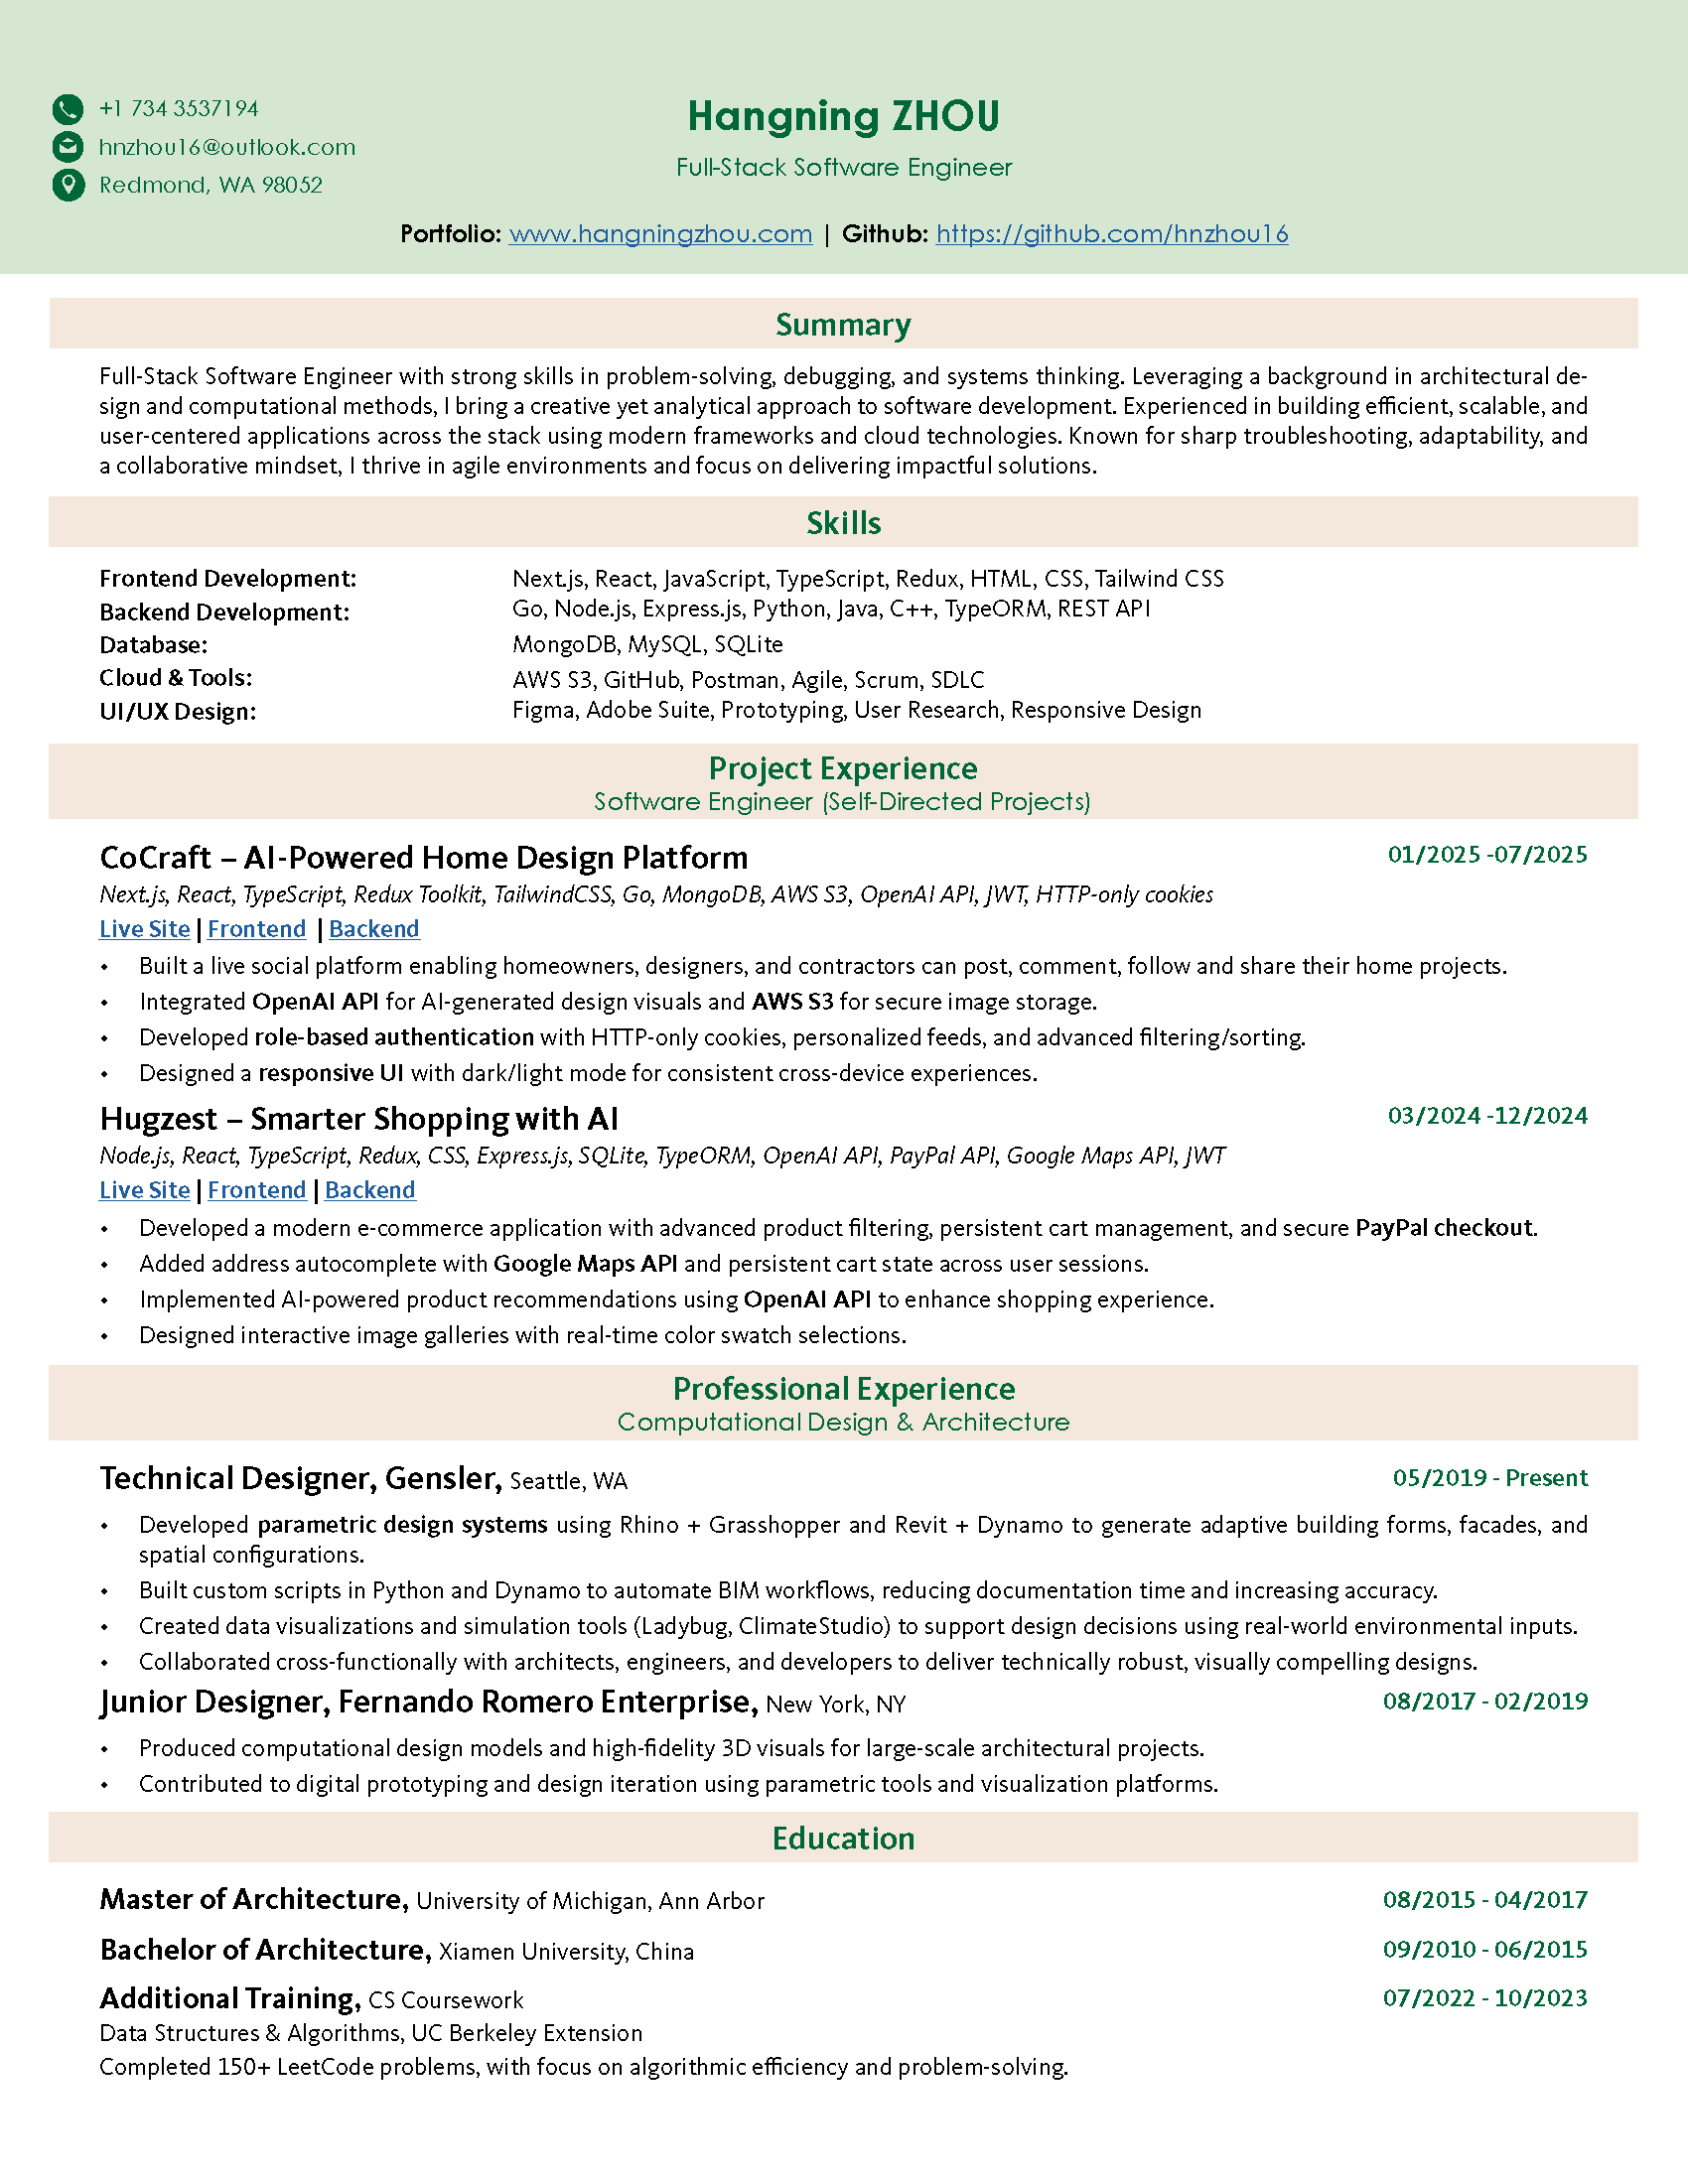 +1 734 3537194
hnzhou16@outlook.com
Redmond, WA 98052
Hangning ZHOU
Full-Stack Software Engineer
Portfolio: www.hangningzhou.com | Github: https://github.com/hnzhou16
Summary
Full-Stack Software Engineer with strong skills in problem-solving, debugging, and systems thinking. Leveraging a background in architectural de-
sign and computational methods, I bring a creative yet analytical approach to software development. Experienced in building efficient, scalable, and
user-centered applications across the stack using modern frameworks and cloud technologies. Known for sharp troubleshooting, adaptability, and
a collaborative mindset, I thrive in agile environments and focus on delivering impactful solutions.
Skills
Frontend Development: Next.js, React, JavaScript, TypeScript, Redux, HTML, CSS, Tailwind CSS
Backend Development: Go, Node.js, Express.js, Python, Java, C++, TypeORM, REST API
Database: MongoDB, MySQL, SQLite
Cloud & Tools: AWS S3, GitHub, Postman, Agile, Scrum, SDLC
UI/UX Design: Figma, Adobe Suite, Prototyping, User Research, Responsive Design
Project Experience
Software Engineer (Self-Directed Projects)
CoCraft – AI-Powered Home Design Platform 01/2025 -07/2025
Next.js, React, TypeScript, Redux Toolkit, TailwindCSS, Go, MongoDB, AWS S3, OpenAI API, JWT, HTTP-only cookies
Live Site | Frontend | Backend
• Built a live social platform enabling homeowners, designers, and contractors can post, comment, follow and share their home projects.
• Integrated OpenAI API for AI-generated design visuals and AWS S3 for secure image storage.
• Developed role-based authentication with HTTP-only cookies, personalized feeds, and advanced filtering/sorting.
• Designed a responsive UI with dark/light mode for consistent cross-device experiences.
Hugzest – Smarter Shopping with AI 03/2024 -12/2024
Node.js, React, TypeScript, Redux, CSS, Express.js, SQLite, TypeORM, OpenAI API, PayPal API, Google Maps API, JWT
Live Site | Frontend | Backend
• Developed a modern e-commerce application with advanced product filtering, persistent cart management, and secure PayPal checkout.
• Added address autocomplete with Google Maps API and persistent cart state across user sessions.
• Implemented AI-powered product recommendations using OpenAI API to enhance shopping experience.
• Designed interactive image galleries with real-time color swatch selections.
Professional Experience
Computational Design & Architecture
Technical Designer, Gensler, Seattle, WA 05/2019 - Present
• Developed parametric design systems using Rhino + Grasshopper and Revit + Dynamo to generate adaptive building forms, facades, and
spatial configurations.
• Built custom scripts in Python and Dynamo to automate BIM workflows, reducing documentation time and increasing accuracy.
• Created data visualizations and simulation tools (Ladybug, ClimateStudio) to support design decisions using real-world environmental inputs.
• Collaborated cross-functionally with architects, engineers, and developers to deliver technically robust, visually compelling designs.
Junior Designer, Fernando Romero Enterprise, New York, NY 08/2017 - 02/2019
• Produced computational design models and high-fidelity 3D visuals for large-scale architectural projects.
• Contributed to digital prototyping and design iteration using parametric tools and visualization platforms.
Education
Master of Architecture, University of Michigan, Ann Arbor 08/2015 - 04/2017
Bachelor of Architecture, Xiamen University, China 09/2010 - 06/2015
Additional Training, CS Coursework 07/2022 - 10/2023
Data Structures & Algorithms, UC Berkeley Extension
Completed 150+ LeetCode problems, with focus on algorithmic efficiency and problem-solving.